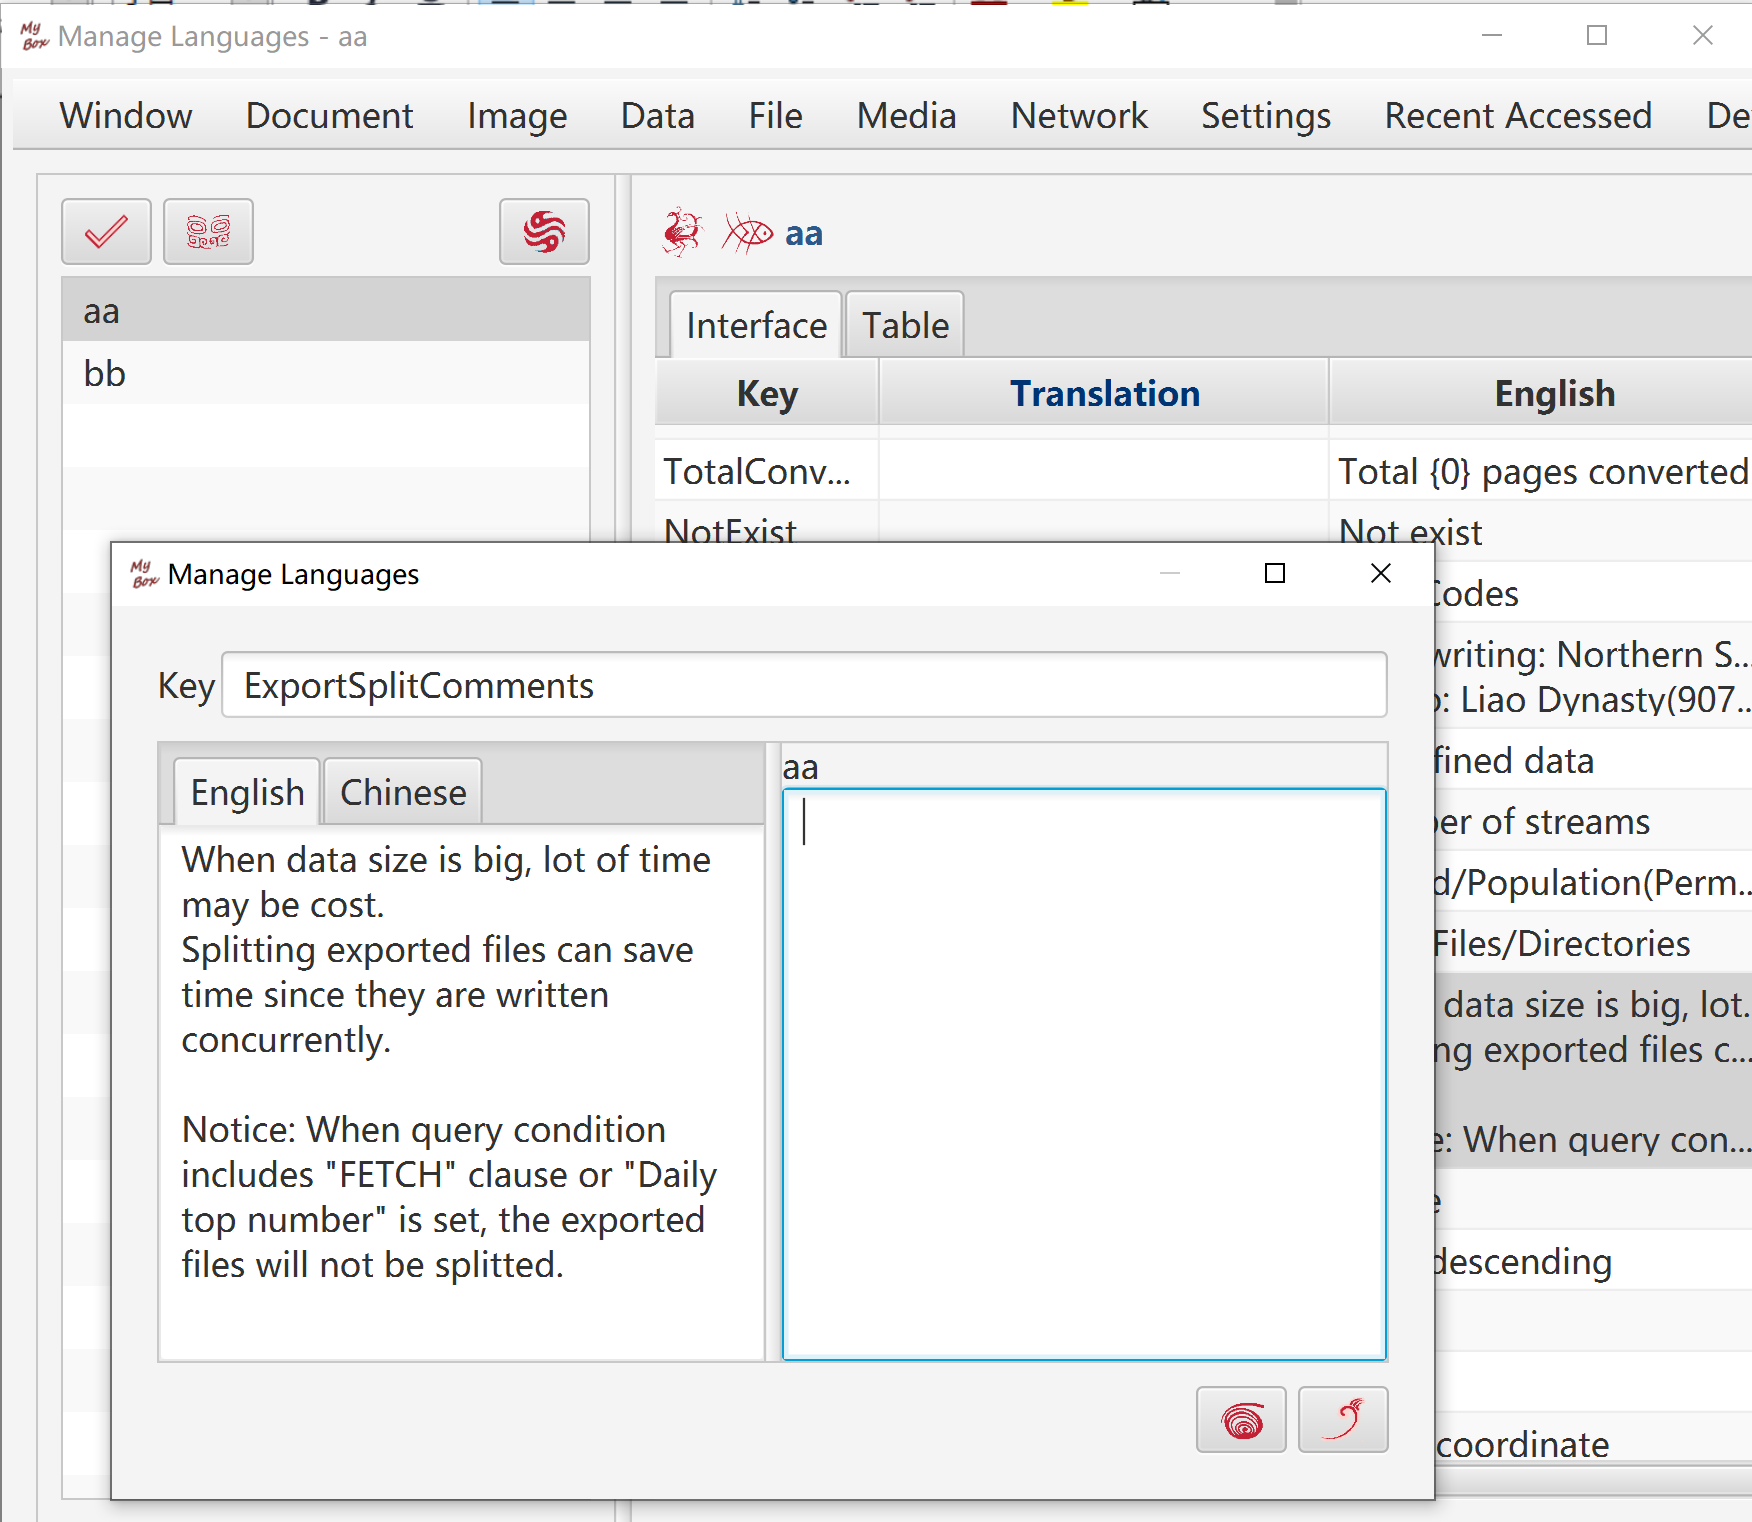 My
Box
Manage Languages - aa
Window Document Image Data File Media Network Settings Recent Accessed
aa
aa
bb
Interface Table
Key Translation English
TotalConv... Total {0} pages converted
NotExist Not exist
Codes
writing: Northern S...
: Liao Dynasty(907...
fined data
er of streams
d/Population(Perm...
Files/Directories
data size is big, lot.
ng exported files c...
e: When query con...
e
descending
coordinate
My
Box
Manage Languages
Key ExportSplitComments
English Chinese
When data size is big, lot of time
may be cost.
Splitting exported files can save
time since they are written
concurrently.
Notice: When query condition
includes "FETCH" clause or "Daily
top number" is set, the exported
files will not be splitted.
aa